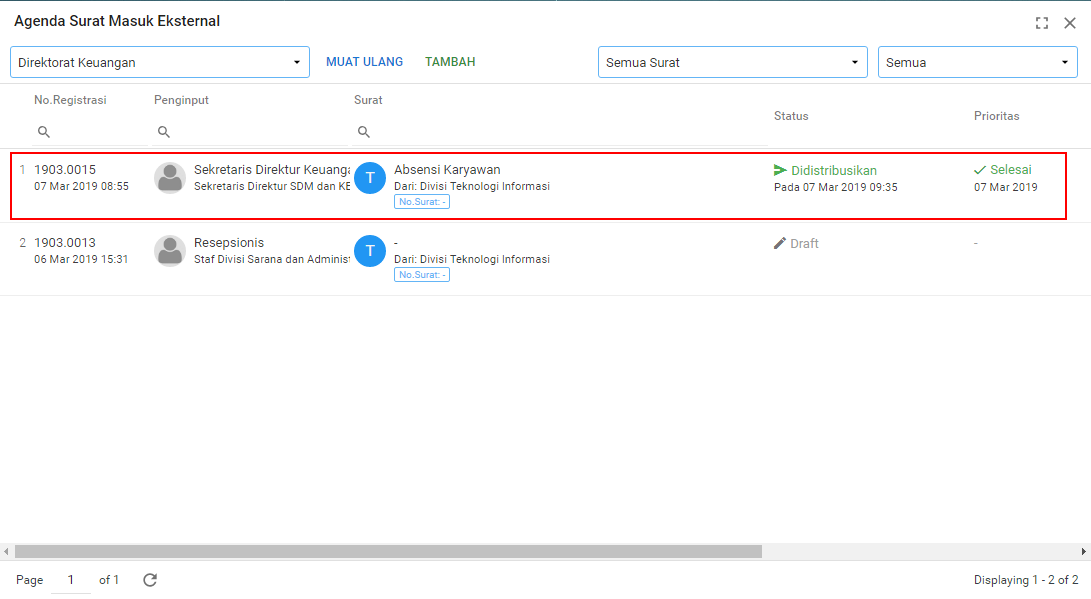 Agenda Surat Masuk Eksternal
Direktorat Keuangan MUAT ULANG TAMBAH Semua Surat Semua
No.Registrasi Penginput Surat Status Prioritas
1 1903.0015 Sekretaris Direktur Keuanga T Absensi Karyawan Didistribusikan Selesai
07 Mar 2019 08:55 Sekretaris Direktur SDM dan KE Dari: Divisi Teknologi Informasi Pada 07 Mar 2019 09:35 07 Mar 2019
No.Surat: -
2 1903.0013 Resepsionis T - Draft -
06 Mar 2019 15:31 Staf Divisi Sarana dan Adminis Dari: Divisi Teknologi Informasi
No.Surat: -
Page 1 of 1 Displaying 1 - 2 of 2